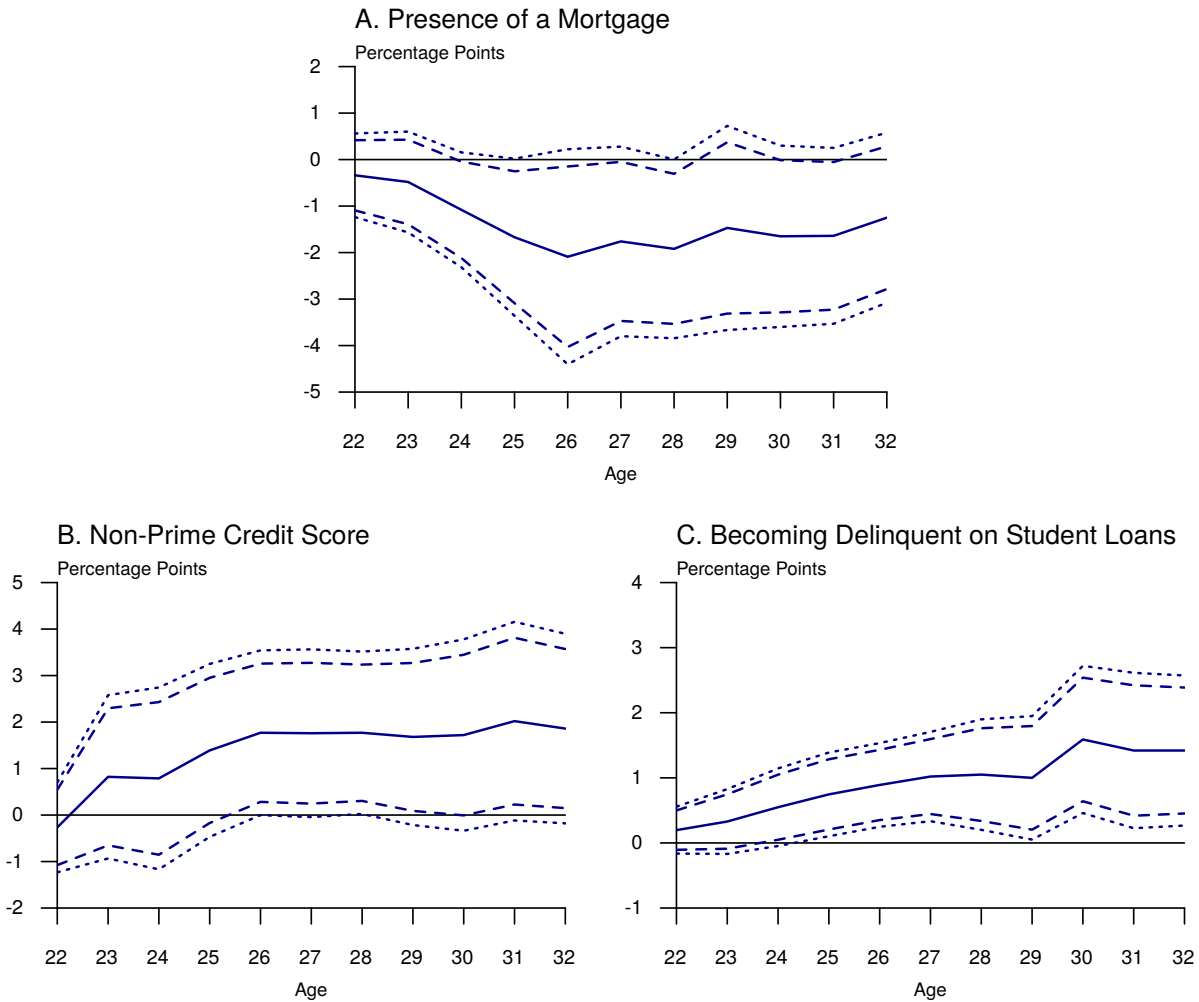 A. Presence of a Mortgage
Percentage Points
2
1
0
-1
-2
-3
-4
-5
22 23 24 25 26 27 28 29 30 31 32
Age
B. Non-Prime Credit Score
Percentage Points
5
4
3
2
1
0
-1
-2
22 23 24 25 26 27 28 29 30 31 32
Age
C. Becoming Delinquent on Student Loans
Percentage Points
4
3
2
1
0
-1
22 23 24 25 26 27 28 29 30 31 32
Age